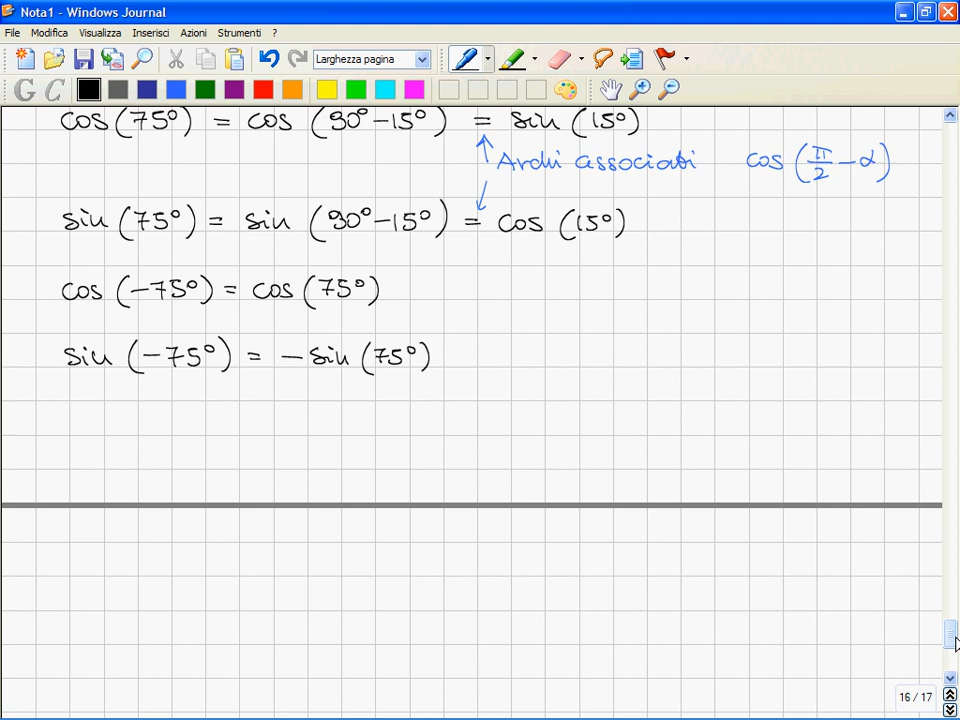 Nota1 - Windows Journal
File Modifica Visualizza Inserisci Azioni Strumenti ?
Larghezza pagina
G C
cos (75°) = cos (90°-15°) = sin (15°)
Archi associati cos (π/2 - α)
sin (75°) = sin (90°-15°) = cos (15°)
cos (-75°) = cos (75°)
sin (-75°) = - sin (75°)
16 / 17